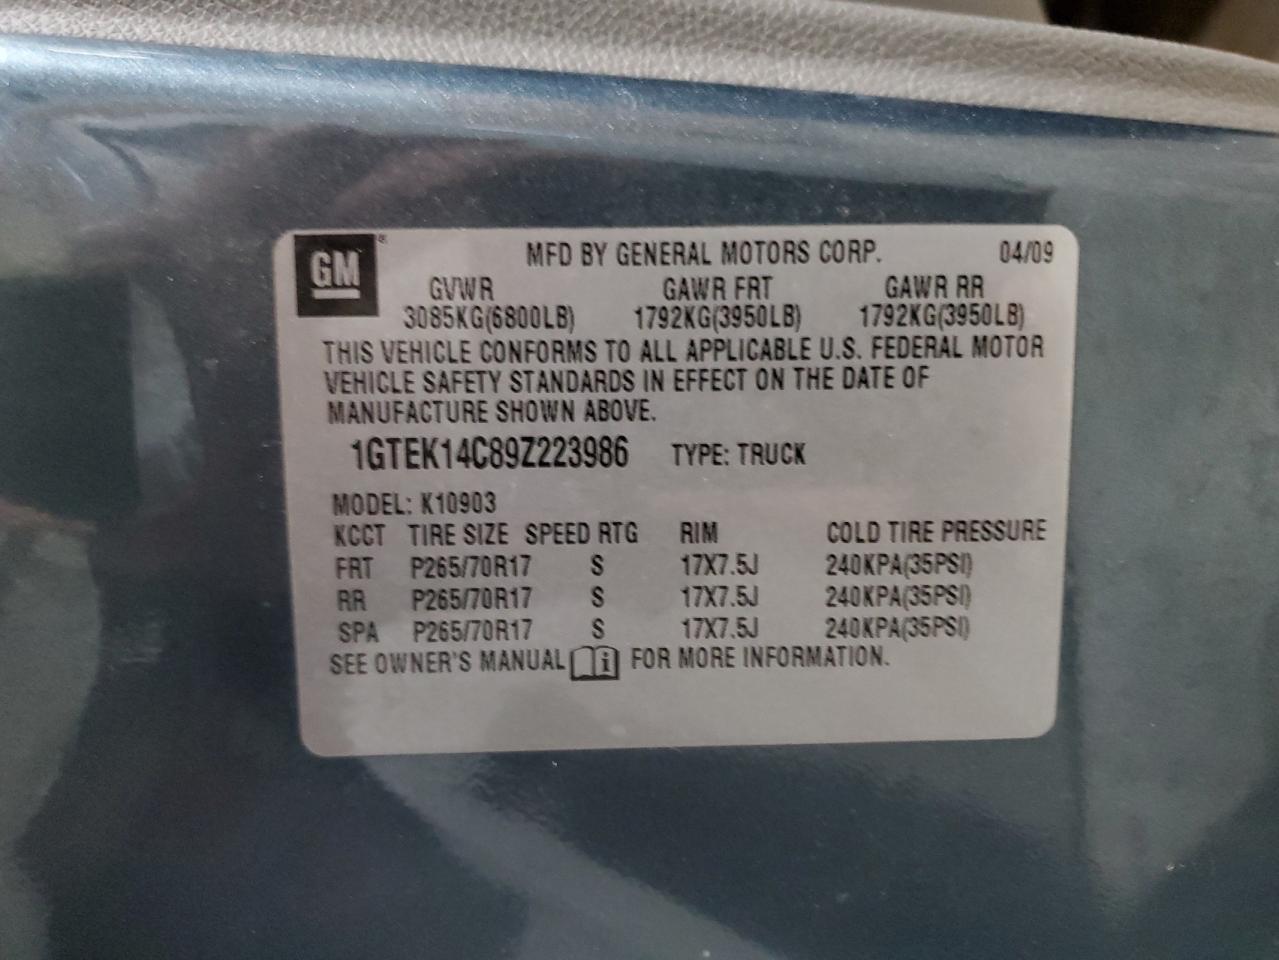 GM ® MFD BY GENERAL MOTORS CORP. 04/09
GVWR GAWR FRT GAWR RR
3085KG(6800LB) 1792KG(3950LB) 1792KG(3950LB)
THIS VEHICLE CONFORMS TO ALL APPLICABLE U.S. FEDERAL MOTOR
VEHICLE SAFETY STANDARDS IN EFFECT ON THE DATE OF
MANUFACTURE SHOWN ABOVE.
1GTEK14C89Z223986 TYPE: TRUCK
MODEL: K10903
KCCT TIRE SIZE SPEED RTG RIM COLD TIRE PRESSURE
FRT P265/70R17 S 17X7.5J 240KPA(35PSI)
RR P265/70R17 S 17X7.5J 240KPA(35PSI)
SPA P265/70R17 S 17X7.5J 240KPA(35PSI)
SEE OWNER'S MANUAL i FOR MORE INFORMATION.